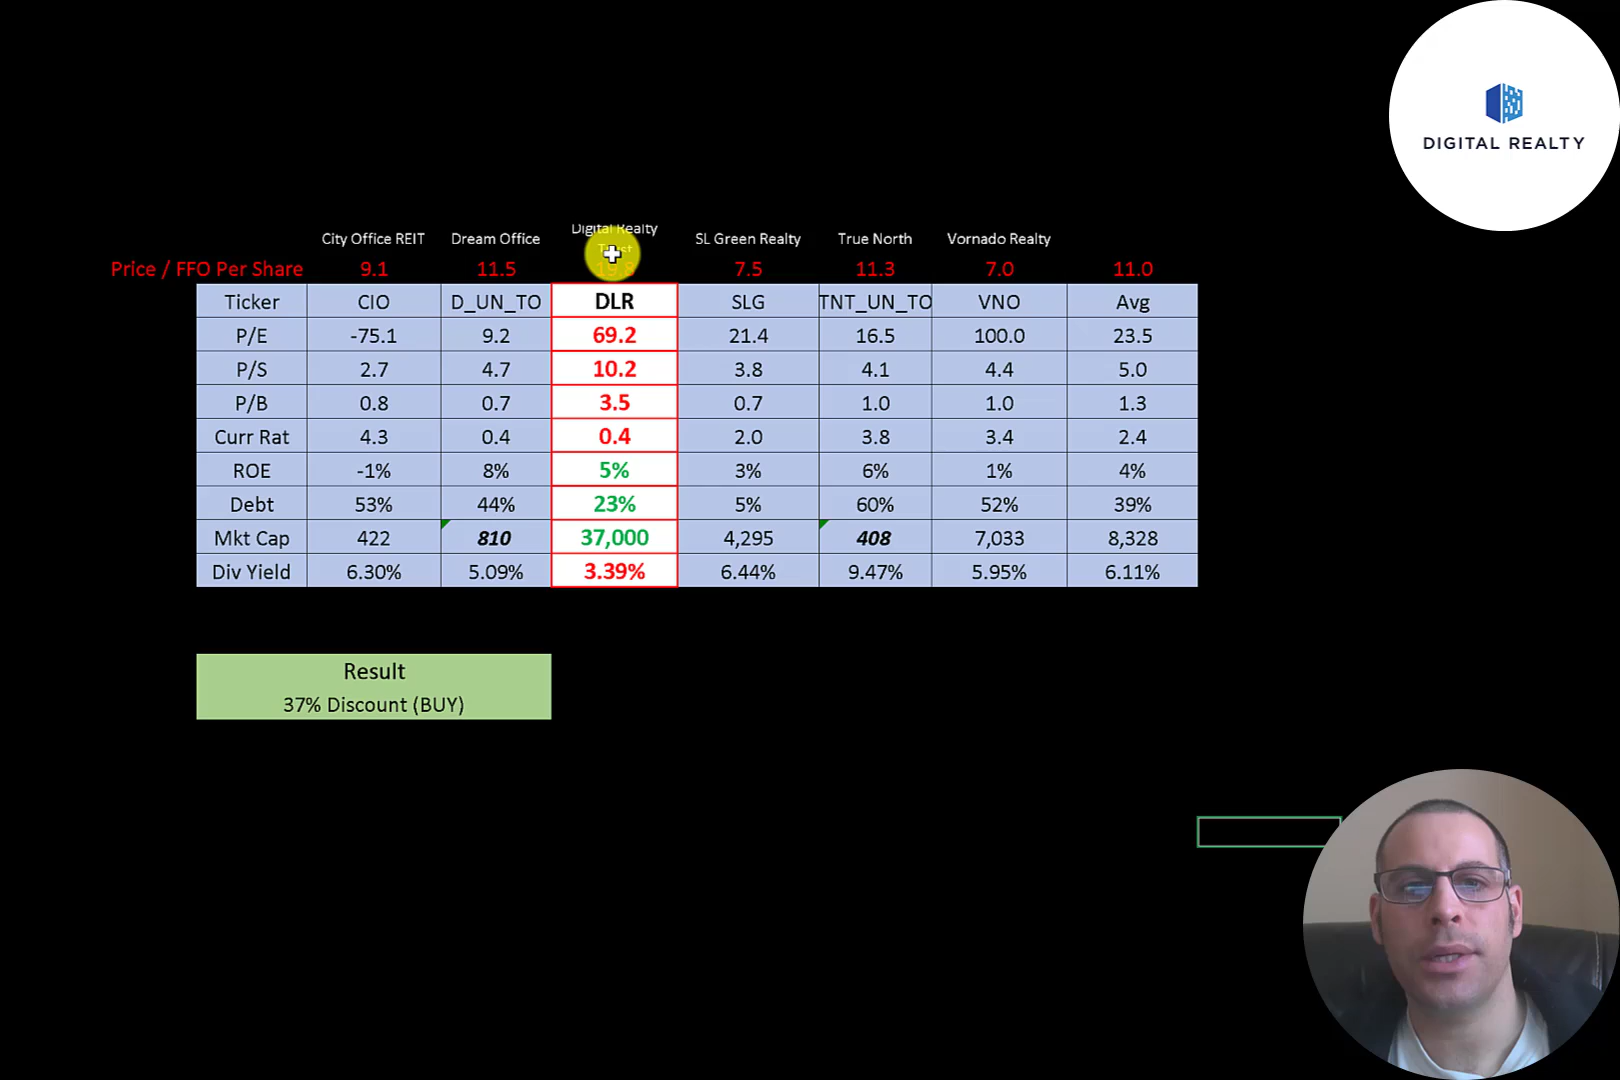 DIGITAL REALTY
City Office REIT Dream Office Digital Realty SL Green Realty True North Vornado Realty
Price / FFO Per Share 9.1 11.5 7.5 11.3 7.0 11.0
Ticker CIO D_UN_TO DLR SLG TNT_UN_TO VNO Avg
P/E -75.1 9.2 69.2 21.4 16.5 100.0 23.5
P/S 2.7 4.7 10.2 3.8 4.1 4.4 5.0
P/B 0.8 0.7 3.5 0.7 1.0 1.0 1.3
Curr Rat 4.3 0.4 0.4 2.0 3.8 3.4 2.4
ROE -1% 8% 5% 3% 6% 1% 4%
Debt 53% 44% 23% 5% 60% 52% 39%
Mkt Cap 422 810 37,000 4,295 408 7,033 8,328
Div Yield 6.30% 5.09% 3.39% 6.44% 9.47% 5.95% 6.11%
Result
37% Discount (BUY)